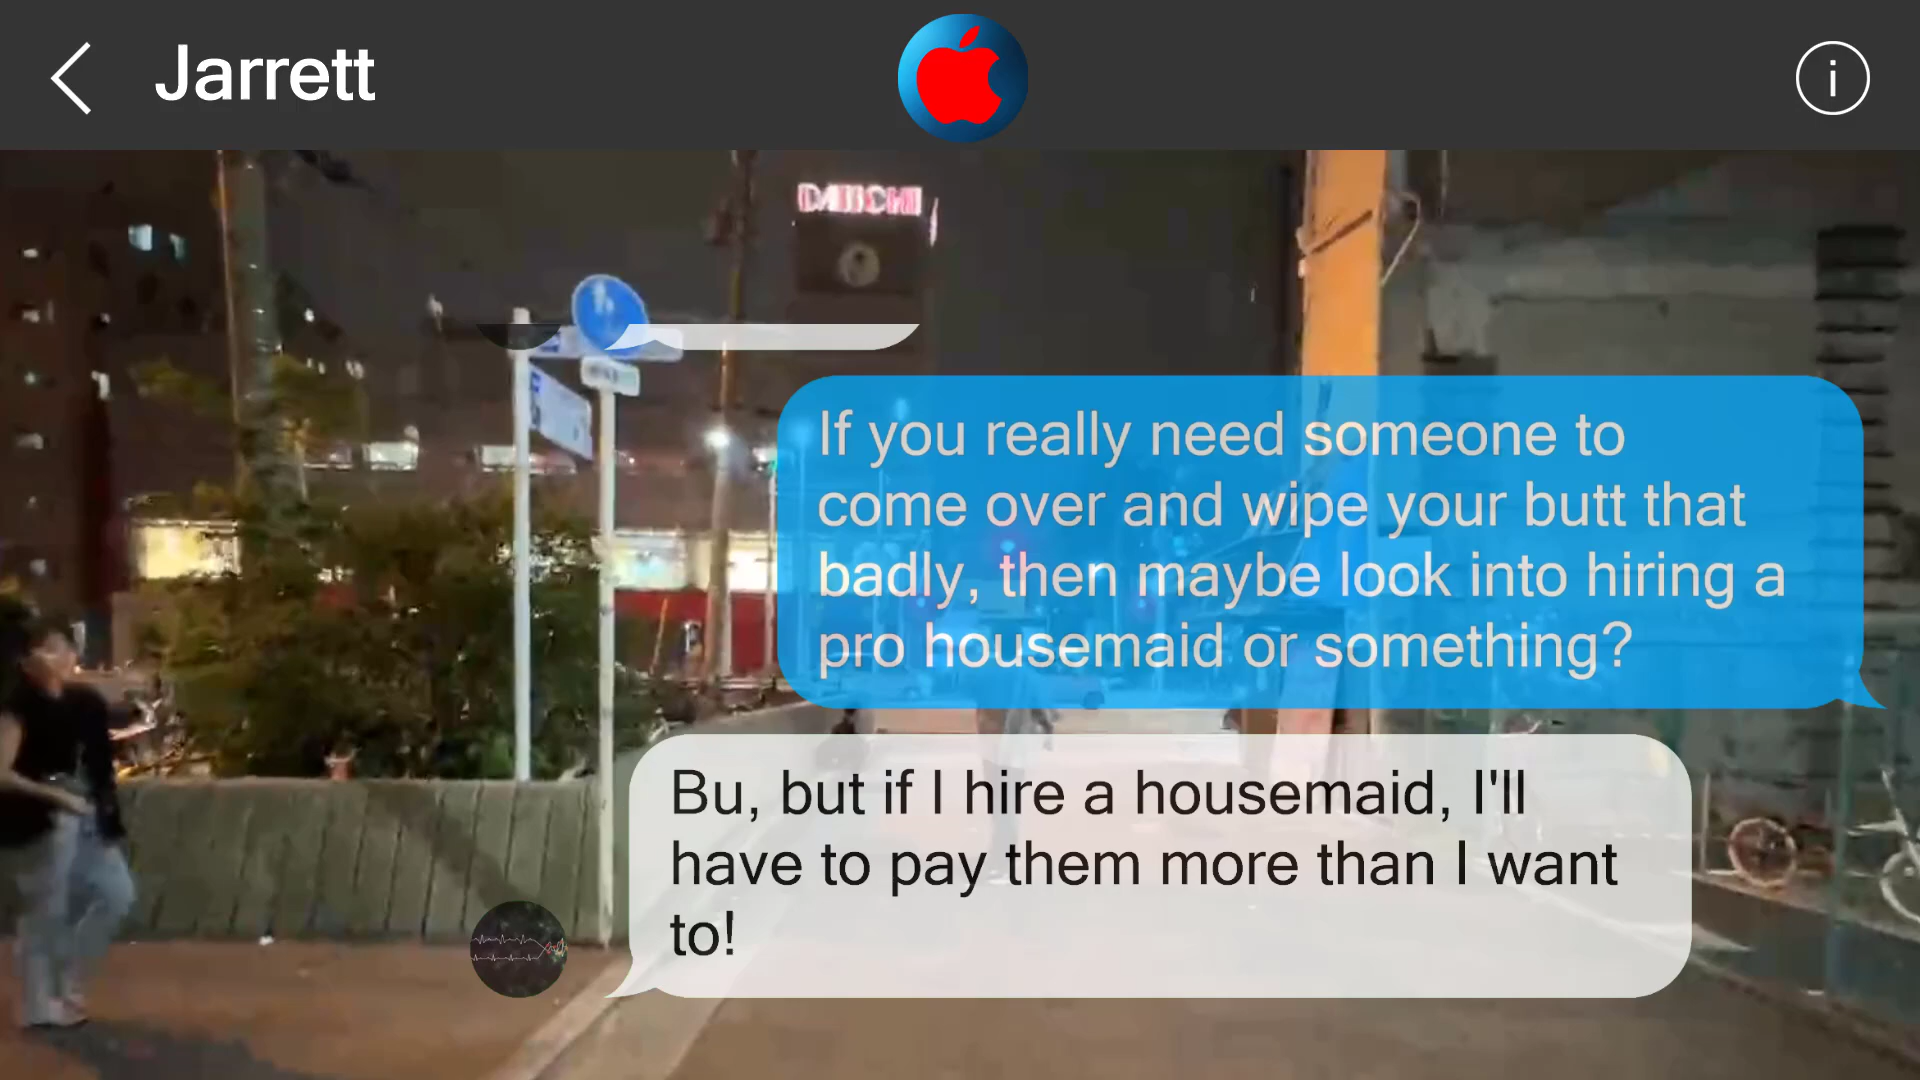 Jarrett
i
DAIICHI
If you really need someone to
come over and wipe your butt that
badly, then maybe look into hiring a
pro housemaid or something?
Bu, but if I hire a housemaid, I'll
have to pay them more than I want
to!